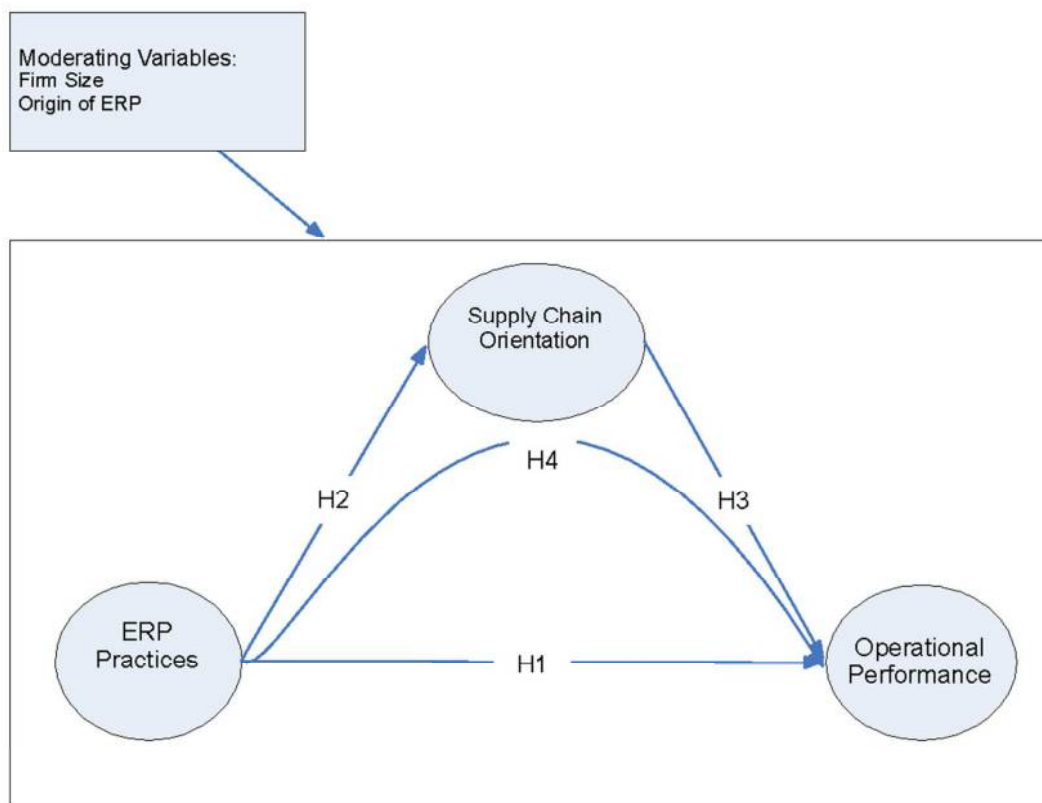 Moderating Variables:
Firm Size
Origin of ERP
Supply Chain
Orientation
H4
H2
H3
ERP
Practices
H1
Operational
Performance